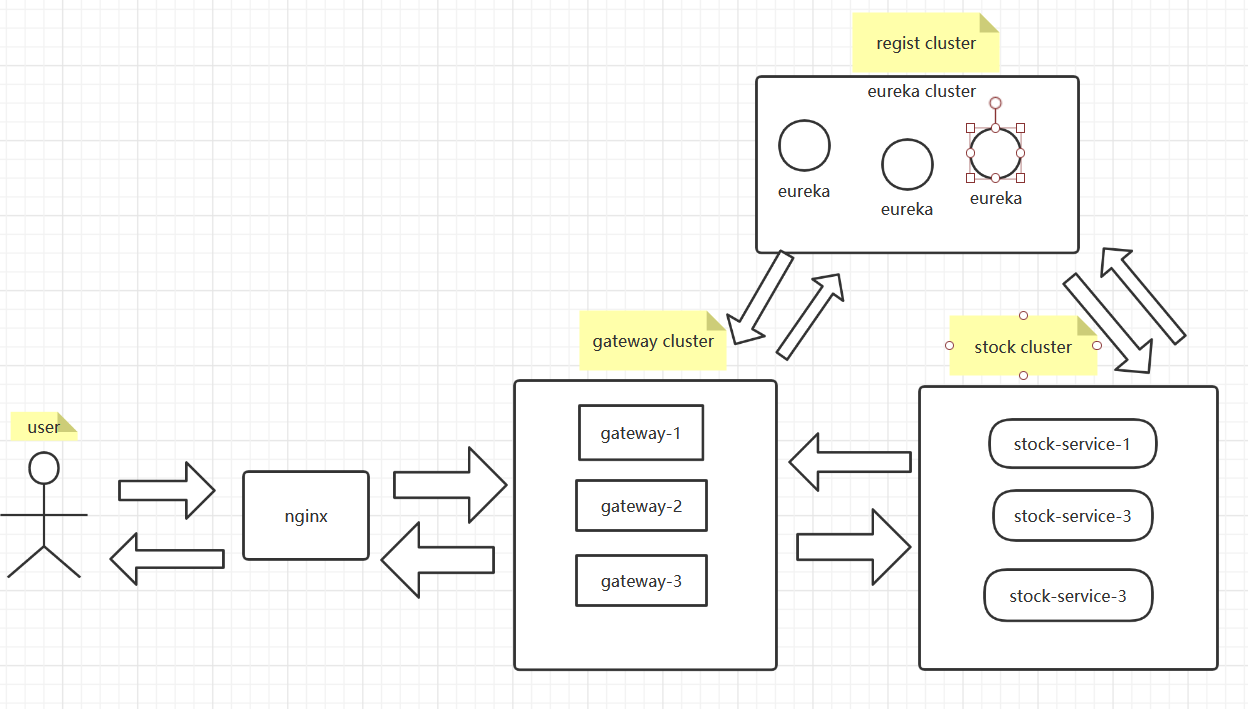 regist cluster
eureka cluster
eureka
eureka
eureka
gateway cluster
stock cluster
user
nginx
gateway-1
gateway-2
gateway-3
stock-service-1
stock-service-3
stock-service-3